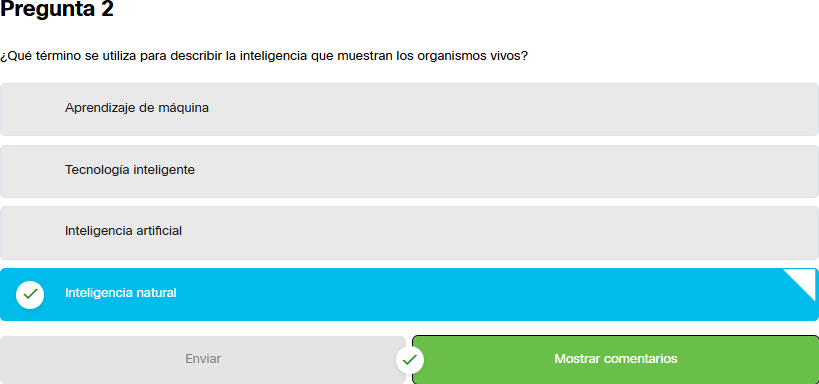 Pregunta 2
¿Qué término se utiliza para describir la inteligencia que muestran los organismos vivos?
Aprendizaje de máquina
Tecnología inteligente
Inteligencia artificial
Inteligencia natural
Enviar
Mostrar comentarios